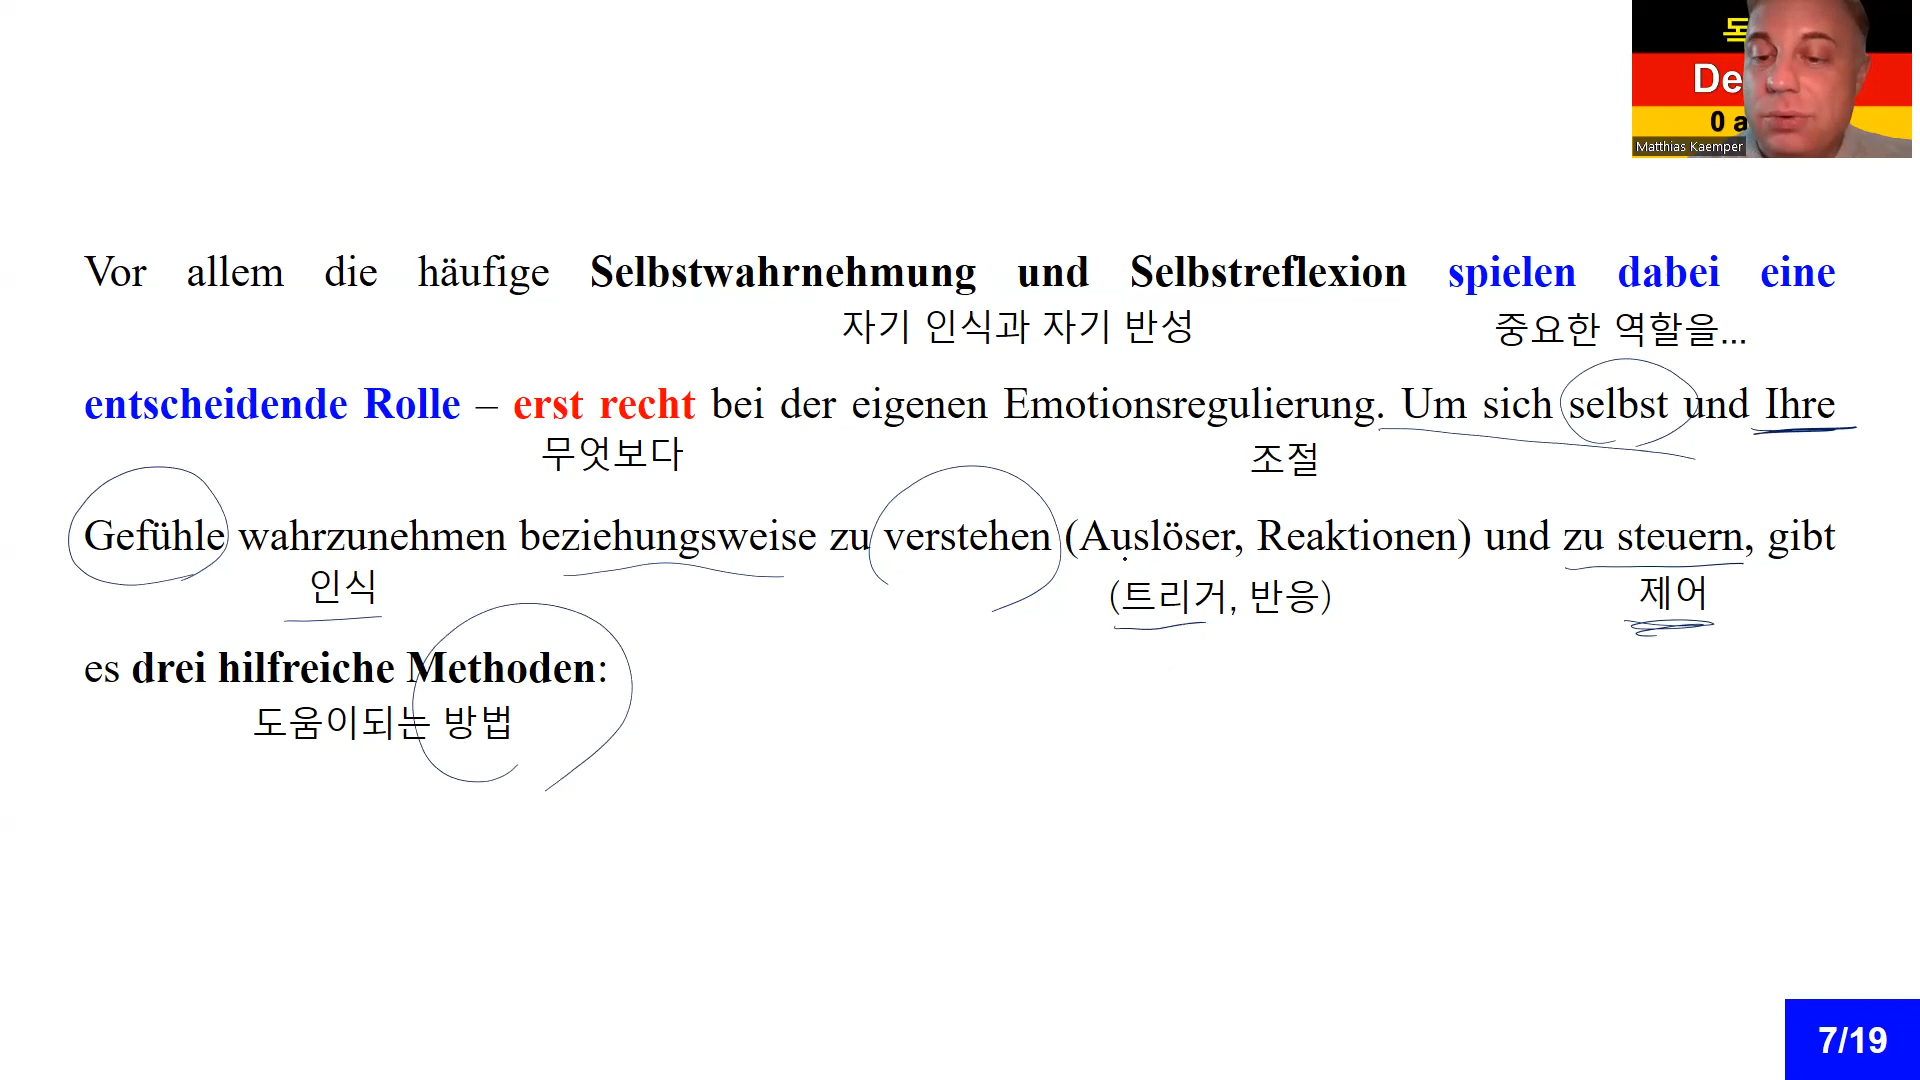 독
De
0 a
Matthias Kaemper
Vor allem die häufige Selbstwahrnehmung und Selbstreflexion spielen dabei eine
자기 인식과 자기 반성 중요한 역할을...
entscheidende Rolle – erst recht bei der eigenen Emotionsregulierung. Um sich selbst und Ihre
무엇보다 조절
Gefühle wahrzunehmen beziehungsweise zu verstehen (Auslöser, Reaktionen) und zu steuern, gibt
인식 (트리거, 반응) 제어
es drei hilfreiche Methoden:
도움이되는 방법
7/19